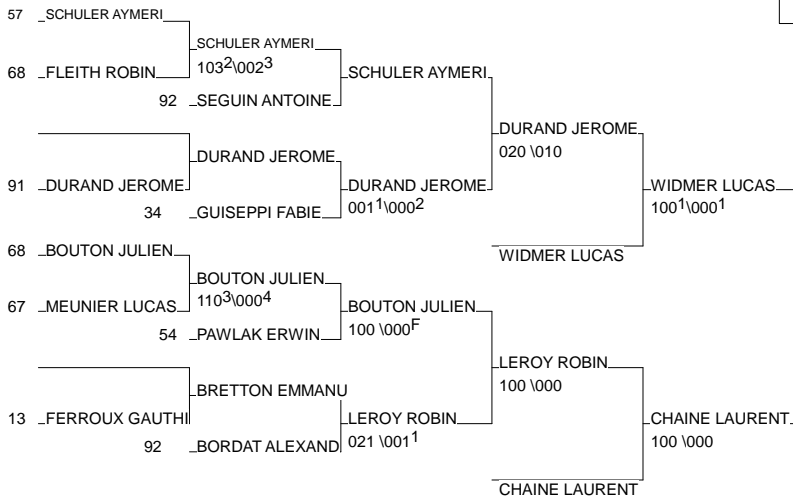 57 SCHULER AYMERI
SCHULER AYMERI
103²\002³
68 FLEITH ROBIN
SCHULER AYMERI
92 SEGUIN ANTOINE
DURAND JEROME
020 \010
DURAND JEROME
91 DURAND JEROME
DURAND JEROME
001¹\000²
WIDMER LUCAS
100¹\000¹
34 GUISEPPI FABIE
68 BOUTON JULIEN
WIDMER LUCAS
BOUTON JULIEN
110³\000⁴
67 MEUNIER LUCAS
BOUTON JULIEN
100 \000F
54 PAWLAK ERWIN
LEROY ROBIN
100 \000
BRETTON EMMANU
13 FERROUX GAUTHI
LEROY ROBIN
021 \001¹
CHAINE LAURENT
100 \000
92 BORDAT ALEXAND
CHAINE LAURENT